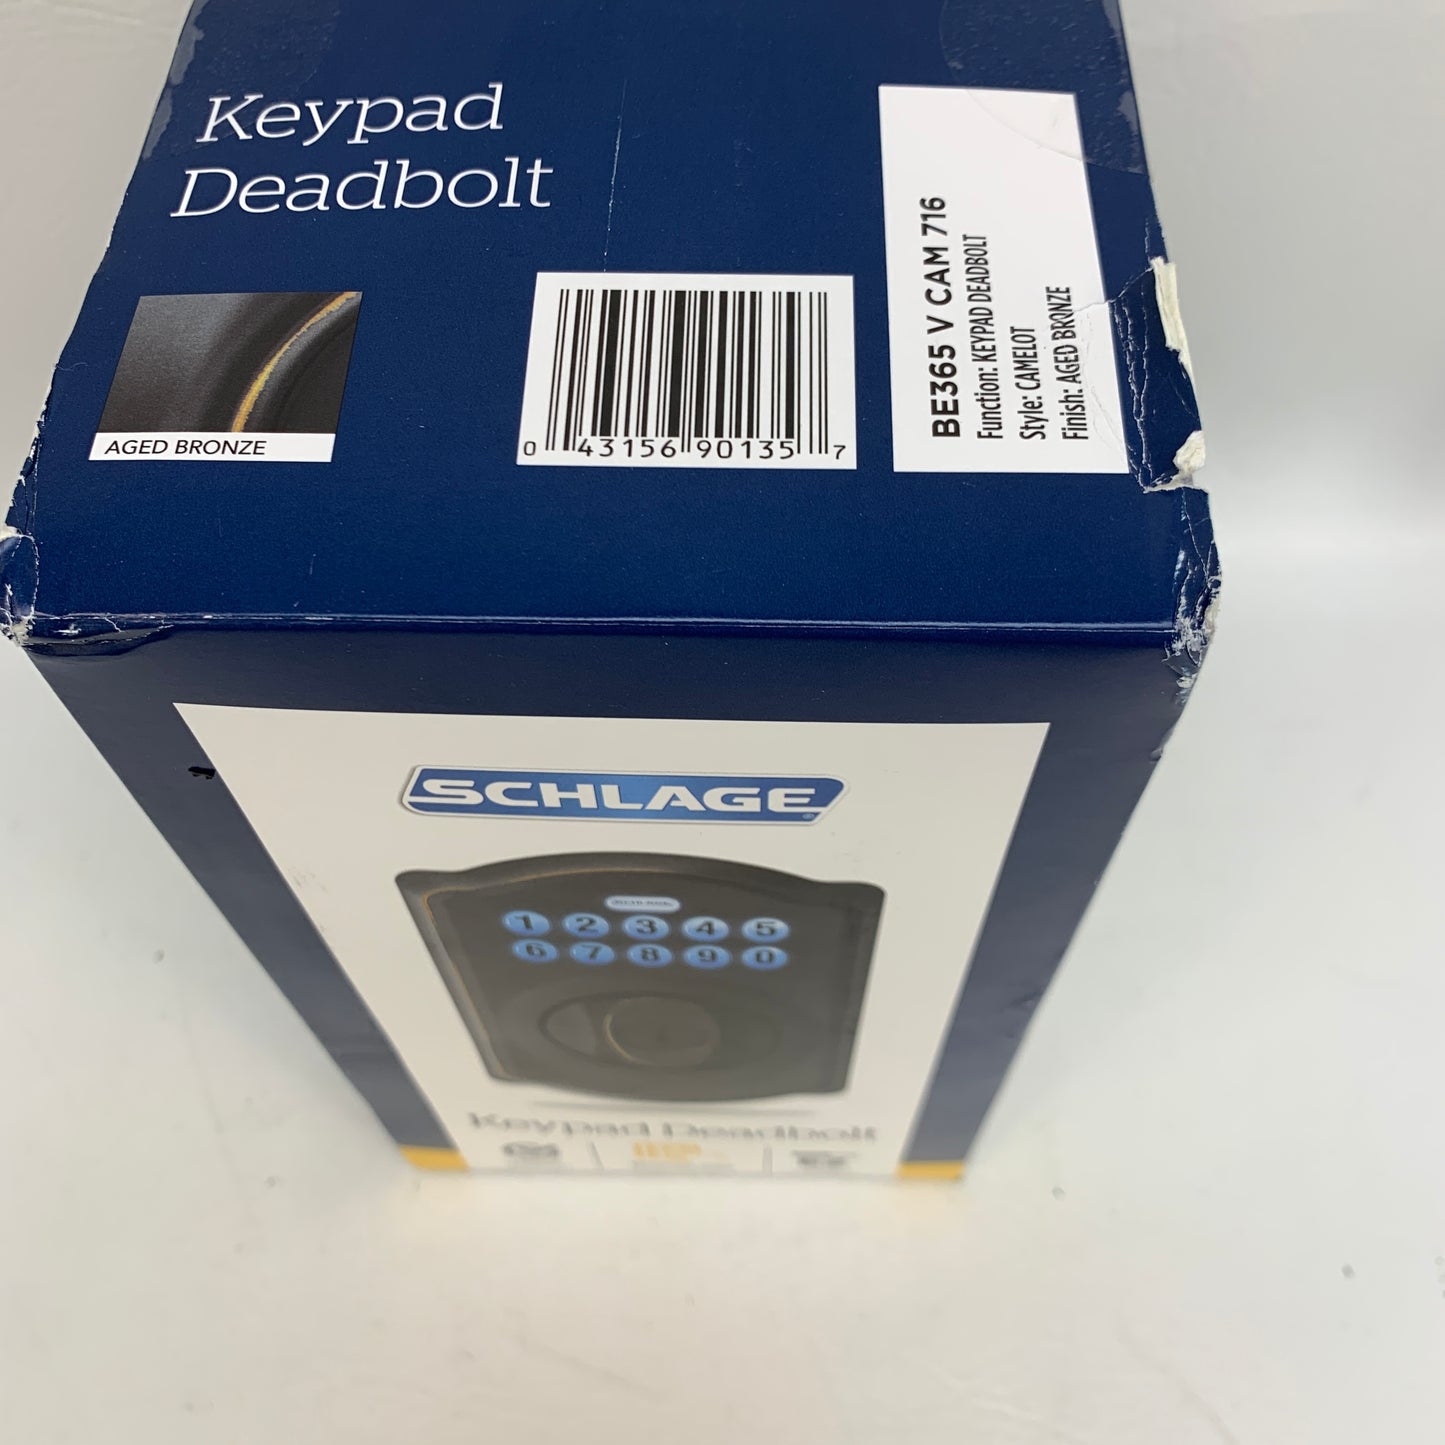 Keypad
Deadbolt
AGED BRONZE
0 43156 90135 7
BE365 V CAM 716
Function: KEYPAD DEADBOLT
Style: CAMELOT
Finish: AGED BRONZE
SCHLAGE
SCHLAGE
1 2 3 4 5
6 7 8 9 0
Keypad Deadbolt